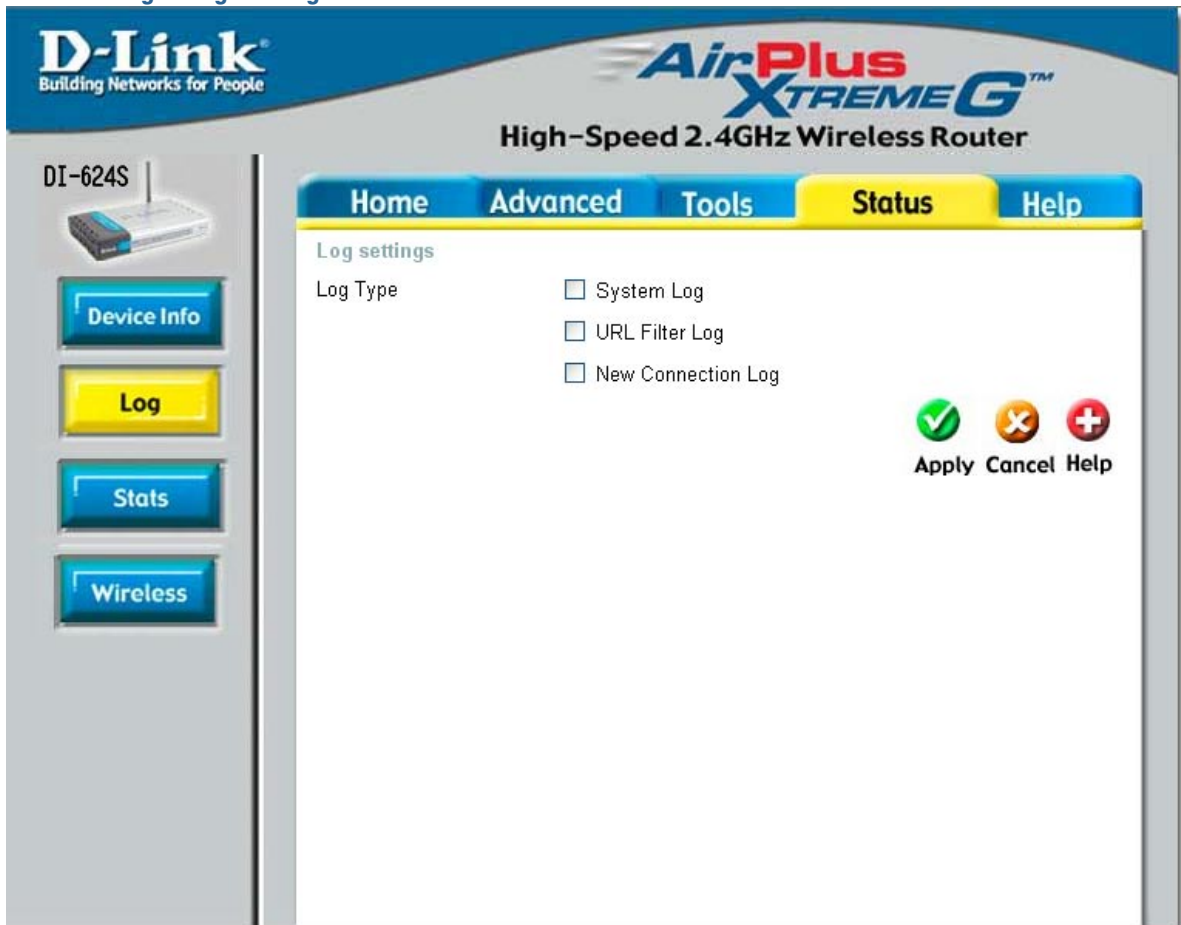 D-Link
Building Networks for People
AirPlus
XTREME G™
High-Speed 2.4GHz Wireless Router
DI-624S
Home Advanced Tools Status Help
Device Info
Log
Stats
Wireless
Log settings
Log Type
System Log
URL Filter Log
New Connection Log
Apply Cancel Help